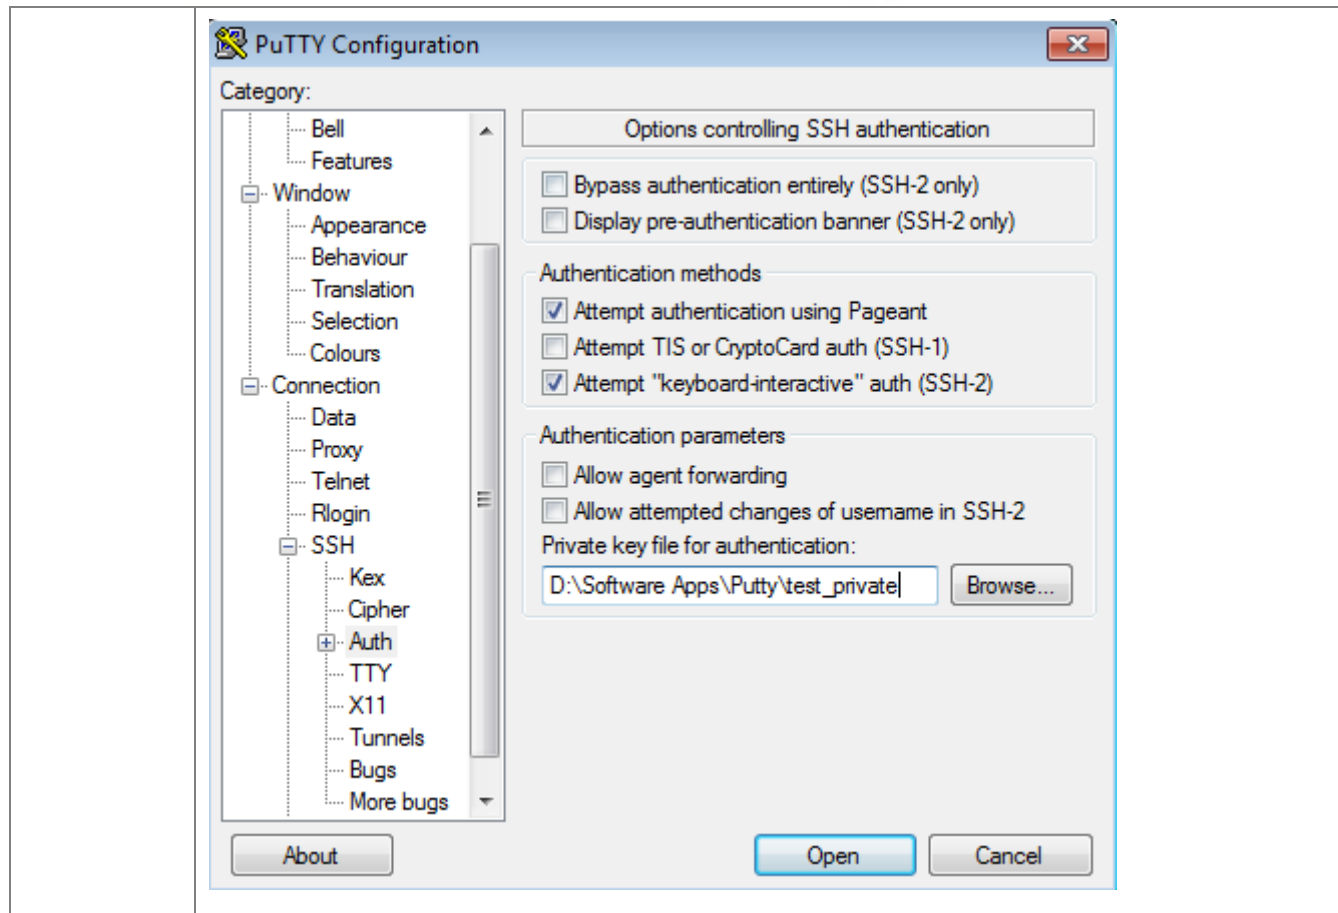 PuTTY Configuration
Category:
Bell
Features
Window
Appearance
Behaviour
Translation
Selection
Colours
Connection
Data
Proxy
Telnet
Rlogin
SSH
Kex
Cipher
Auth
TTY
X11
Tunnels
Bugs
More bugs
Options controlling SSH authentication
Bypass authentication entirely (SSH-2 only)
Display pre-authentication banner (SSH-2 only)
Authentication methods
Attempt authentication using Pageant
Attempt TIS or CryptoCard auth (SSH-1)
Attempt "keyboard-interactive" auth (SSH-2)
Authentication parameters
Allow agent forwarding
Allow attempted changes of username in SSH-2
Private key file for authentication:
D:\Software Apps\Putty\test_private
Browse...
About
Open
Cancel